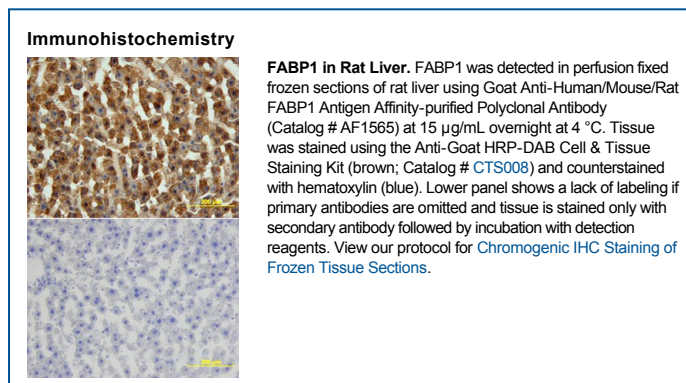 Immunohistochemistry
FABP1 in Rat Liver. FABP1 was detected in perfusion fixed
frozen sections of rat liver using Goat Anti-Human/Mouse/Rat
FABP1 Antigen Affinity-purified Polyclonal Antibody
(Catalog # AF1565) at 15 µg/mL overnight at 4 °C. Tissue
was stained using the Anti-Goat HRP-DAB Cell & Tissue
Staining Kit (brown; Catalog # CTS008) and counterstained
with hematoxylin (blue). Lower panel shows a lack of labeling if
primary antibodies are omitted and tissue is stained only with
secondary antibody followed by incubation with detection
reagents. View our protocol for Chromogenic IHC Staining of
Frozen Tissue Sections.
200 µm
200 µm